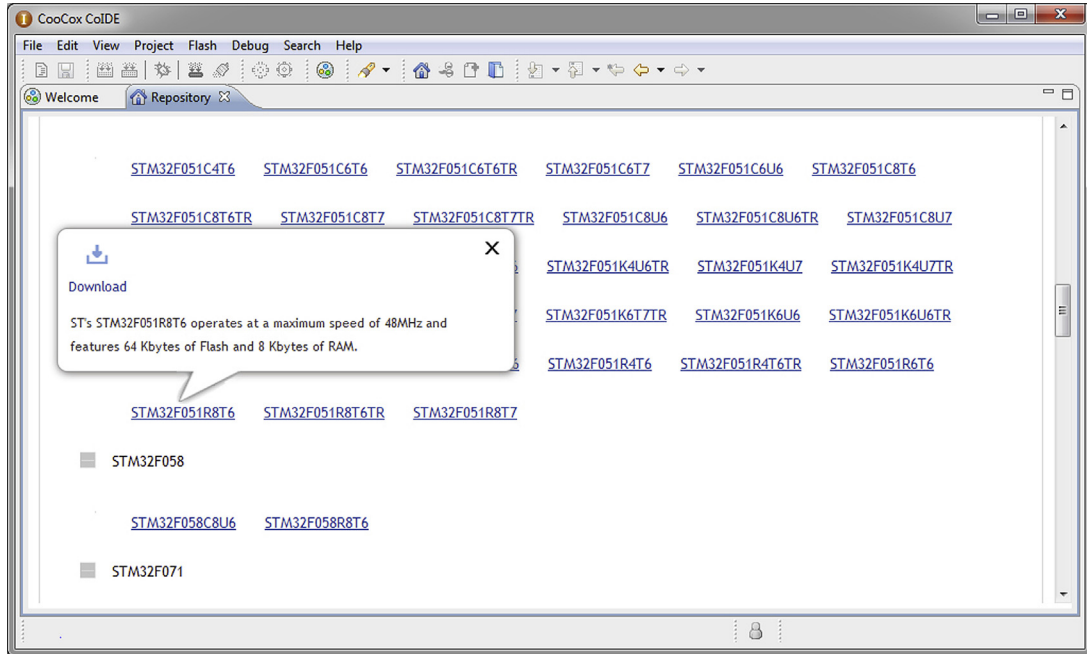 CooCox CoIDE
File Edit View Project Flash Debug Search Help
Welcome Repository
STM32F051C4T6 STM32F051C6T6 STM32F051C6T6TR STM32F051C6T7 STM32F051C6U6 STM32F051C8T6
STM32F051C8T6TR STM32F051C8T7 STM32F051C8T7TR STM32F051C8U6 STM32F051C8U6TR STM32F051C8U7
STM32F051K4U6TR STM32F051K4U7 STM32F051K4U7TR
Download
STM32F051K6T7TR STM32F051K6U6 STM32F051K6U6TR
ST's STM32F051R8T6 operates at a maximum speed of 48MHz and
features 64 Kbytes of Flash and 8 Kbytes of RAM.
STM32F051R4T6 STM32F051R4T6TR STM32F051R6T6
STM32F051R8T6 STM32F051R8T6TR STM32F051R8T7
STM32F058
STM32F058C8U6 STM32F058R8T6
STM32F071